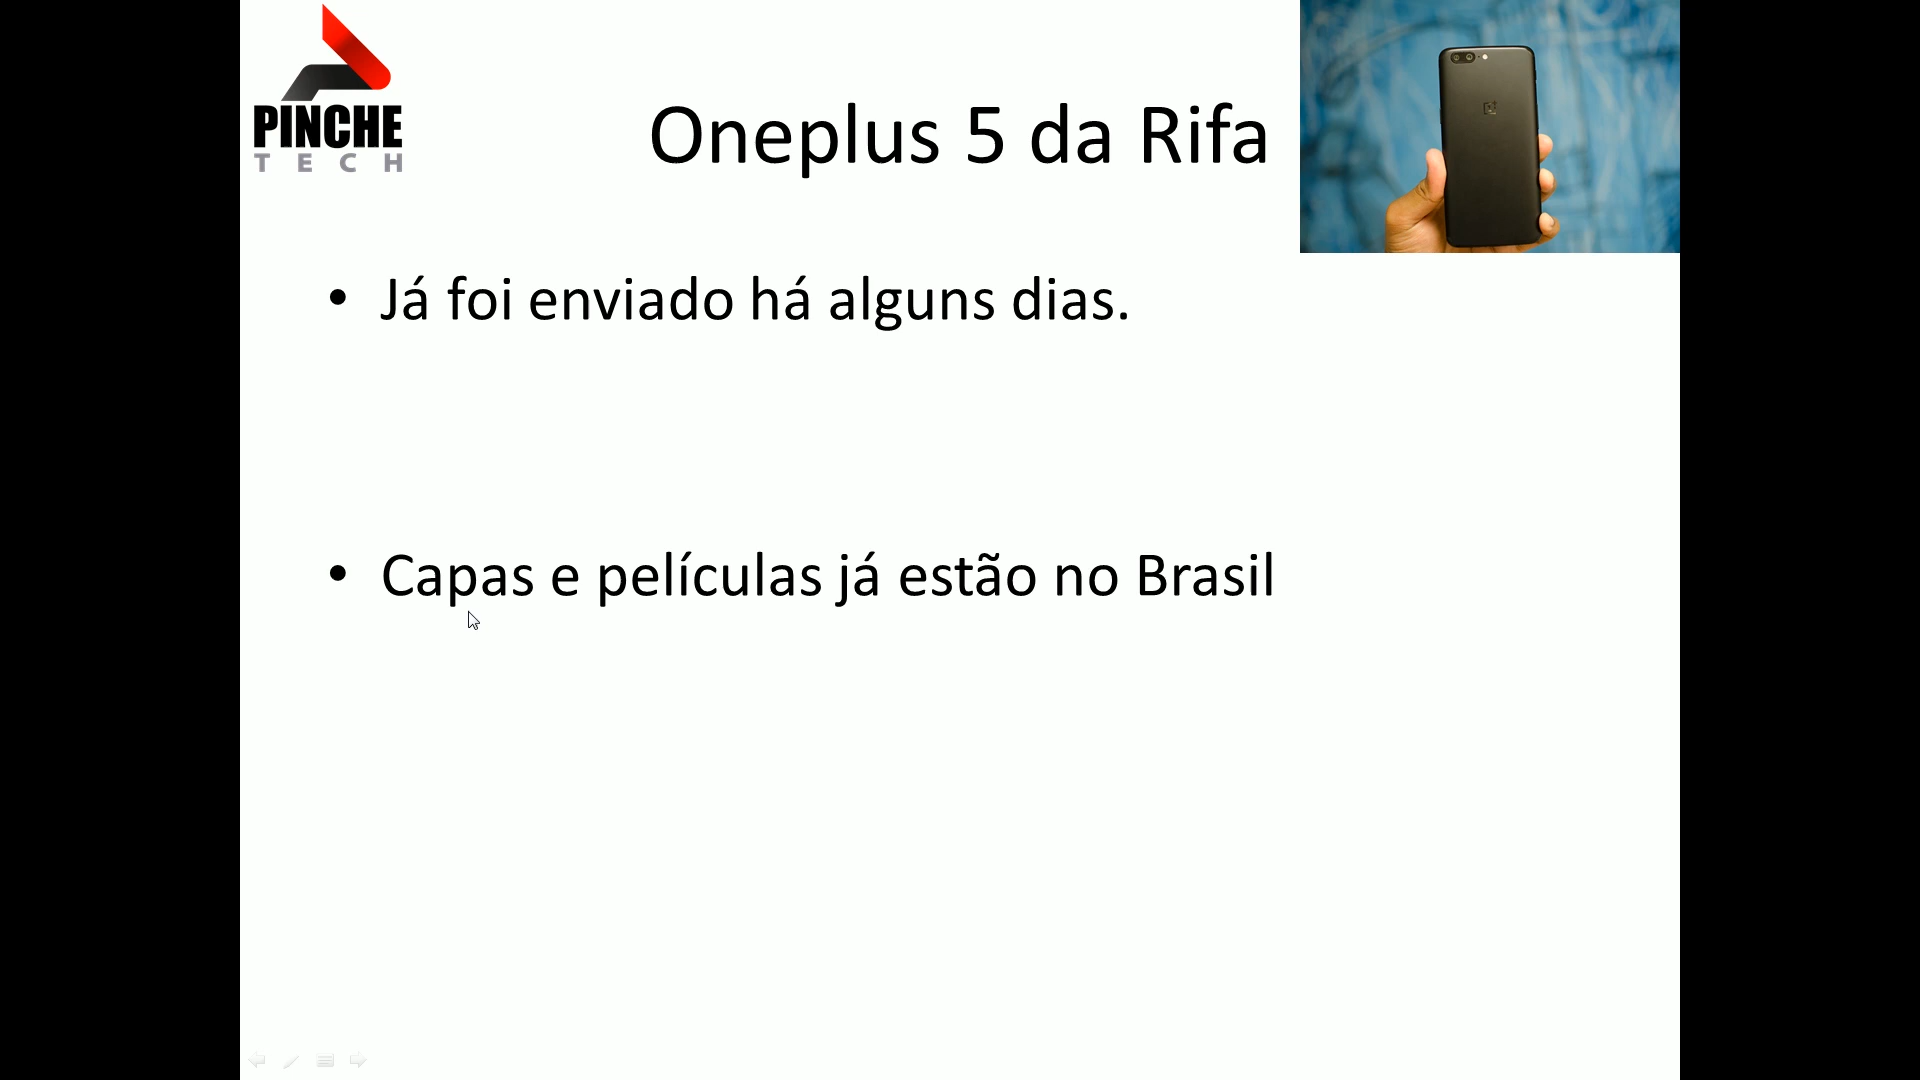 PINCHE
TECH
Oneplus 5 da Rifa
• Já foi enviado há alguns dias.
• Capas e películas já estão no Brasil